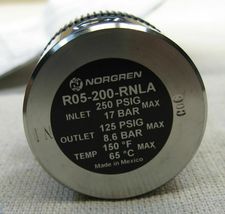 NORGREN
R05-200-RNLA
INLET 250 PSIG MAX
17 BAR
OUTLET 125 PSIG MAX
8.6 BAR
TEMP 150 °F MAX
65 °C
Made in Mexico
IN